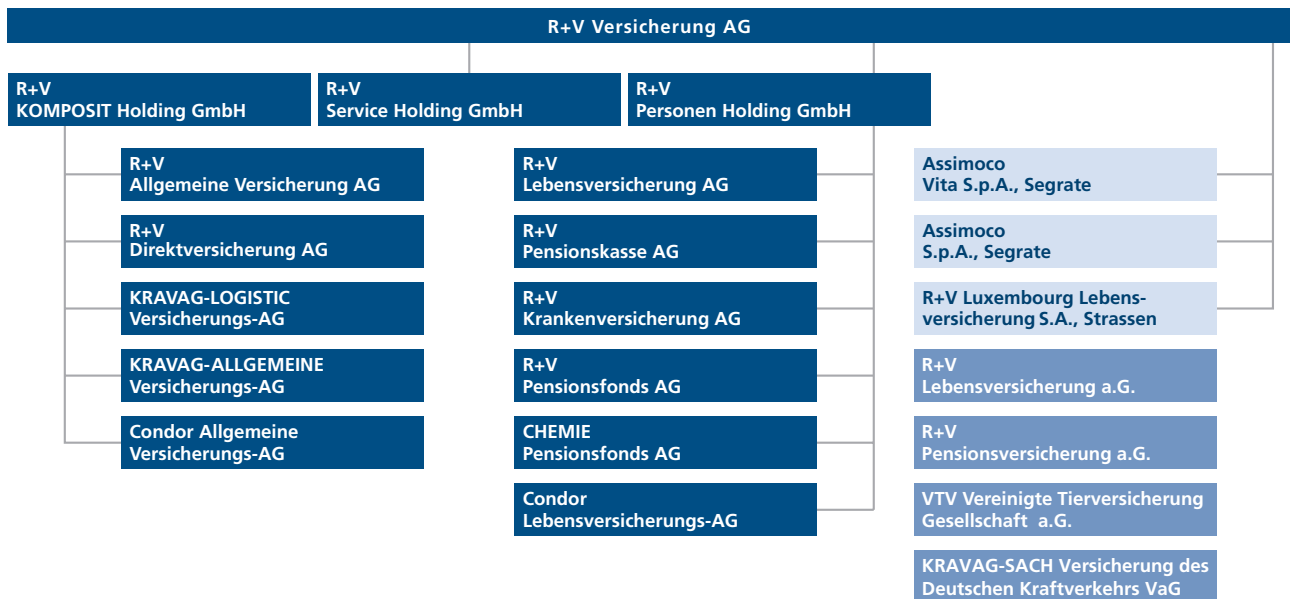 R+V Versicherung AG
R+V
KOMPOSIT Holding GmbH
R+V
Service Holding GmbH
R+V
Personen Holding GmbH
R+V
Allgemeine Versicherung AG
R+V
Direktversicherung AG
KRAVAG-LOGISTIC
Versicherungs-AG
KRAVAG-ALLGEMEINE
Versicherungs-AG
Condor Allgemeine
Versicherungs-AG
R+V
Lebensversicherung AG
R+V
Pensionskasse AG
R+V
Krankenversicherung AG
R+V
Pensionsfonds AG
CHEMIE
Pensionsfonds AG
Condor
Lebensversicherungs-AG
Assimoco
Vita S.p.A., Segrate
Assimoco
S.p.A., Segrate
R+V Luxembourg Lebens-
versicherung S.A., Strassen
R+V
Lebensversicherung a.G.
R+V
Pensionsversicherung a.G.
VTV Vereinigte Tierversicherung
Gesellschaft a.G.
KRAVAG-SACH Versicherung des
Deutschen Kraftverkehrs VaG